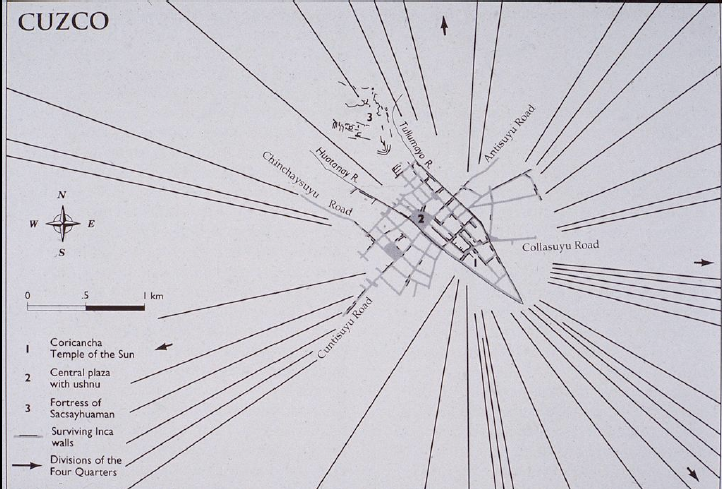 CUZCO
3
Tullumayo R.
Antisuyu Road
Huatanay R.
Chinchaysuyu Road
2
N
W E
S
Collasuyu Road
1
0 .5 1 km
Cuntisuyu Road
1 Coricancha
Temple of the Sun
2 Central plaza
with ushnu
3 Fortress of
Sacsayhuaman
Surviving Inca
walls
Divisions of the
Four Quarters